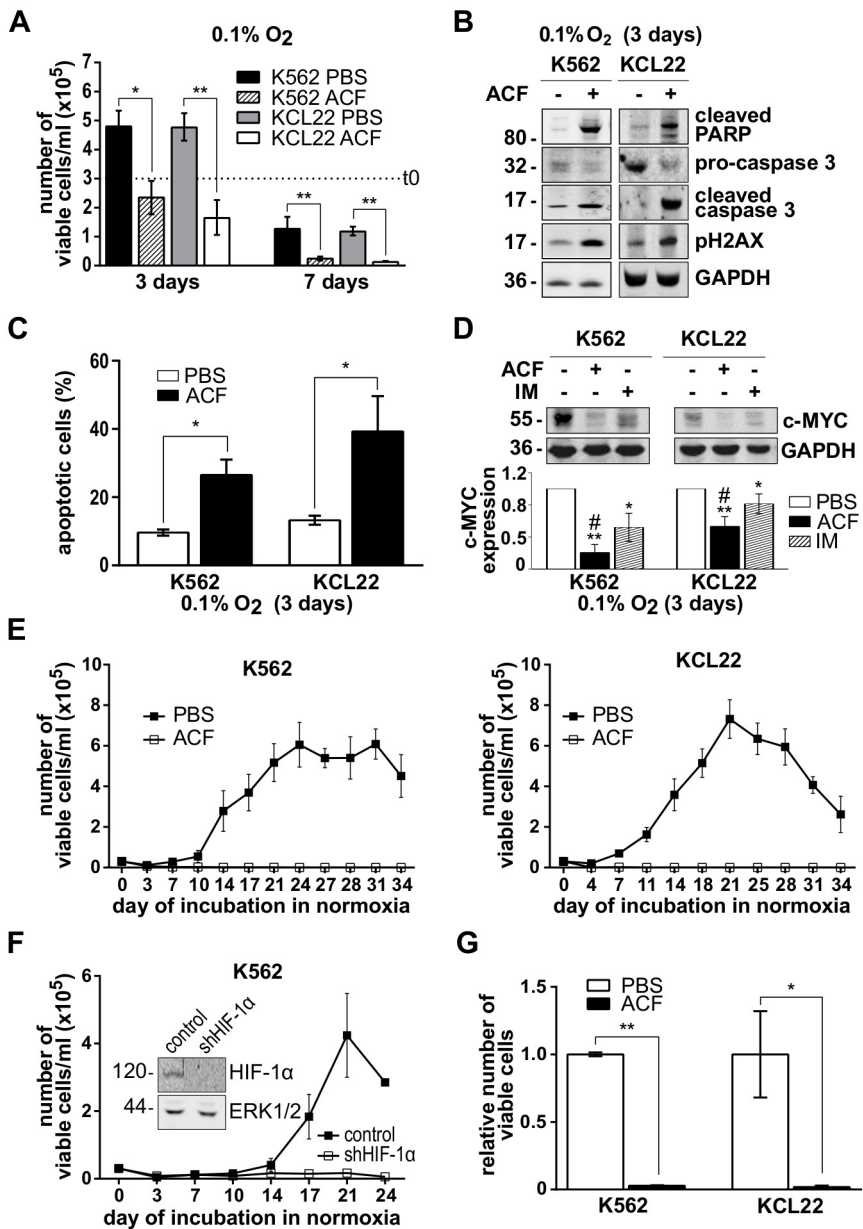 A
0.1% O2
number of
viable cells/ml (x10^5)
6
5
4
3
2
1
0
K562 PBS
K562 ACF
KCL22 PBS
KCL22 ACF
*
**
**
**
t0
3 days
7 days
B
0.1% O2 (3 days)
K562 KCL22
ACF - + - +
80 - cleaved PARP
32 - pro-caspase 3
17 - cleaved caspase 3
17 - pH2AX
36 - GAPDH
C
apoptotic cells (%)
60
40
20
0
PBS
ACF
*
*
K562 KCL22
0.1% O2 (3 days)
D
K562 KCL22
ACF - + - - + -
IM - - + - - +
55 - c-MYC
36 - GAPDH
c-MYC
expression
1.2
0.8
0.5
0
#
**
*
#
**
*
PBS
ACF
IM
K562 KCL22
0.1% O2 (3 days)
E
K562
number of
viable cells/ml (x10^5)
10
8
6
4
2
0
PBS
ACF
0 3 7 10 14 17 21 24 27 28 31 34
day of incubation in normoxia
KCL22
number of
viable cells/ml (x10^5)
10
8
6
4
2
0
PBS
ACF
0 4 7 11 14 18 21 25 28 31 34
day of incubation in normoxia
F
K562
number of
viable cells/ml (x10^5)
6
4
2
0
control
shHIF-1α
120- HIF-1α
44- ERK1/2
control
shHIF-1α
0 3 7 10 14 17 21 24
day of incubation in normoxia
G
relative number of
viable cells
1.5
1.0
0.5
0
PBS
ACF
**
*
K562 KCL22